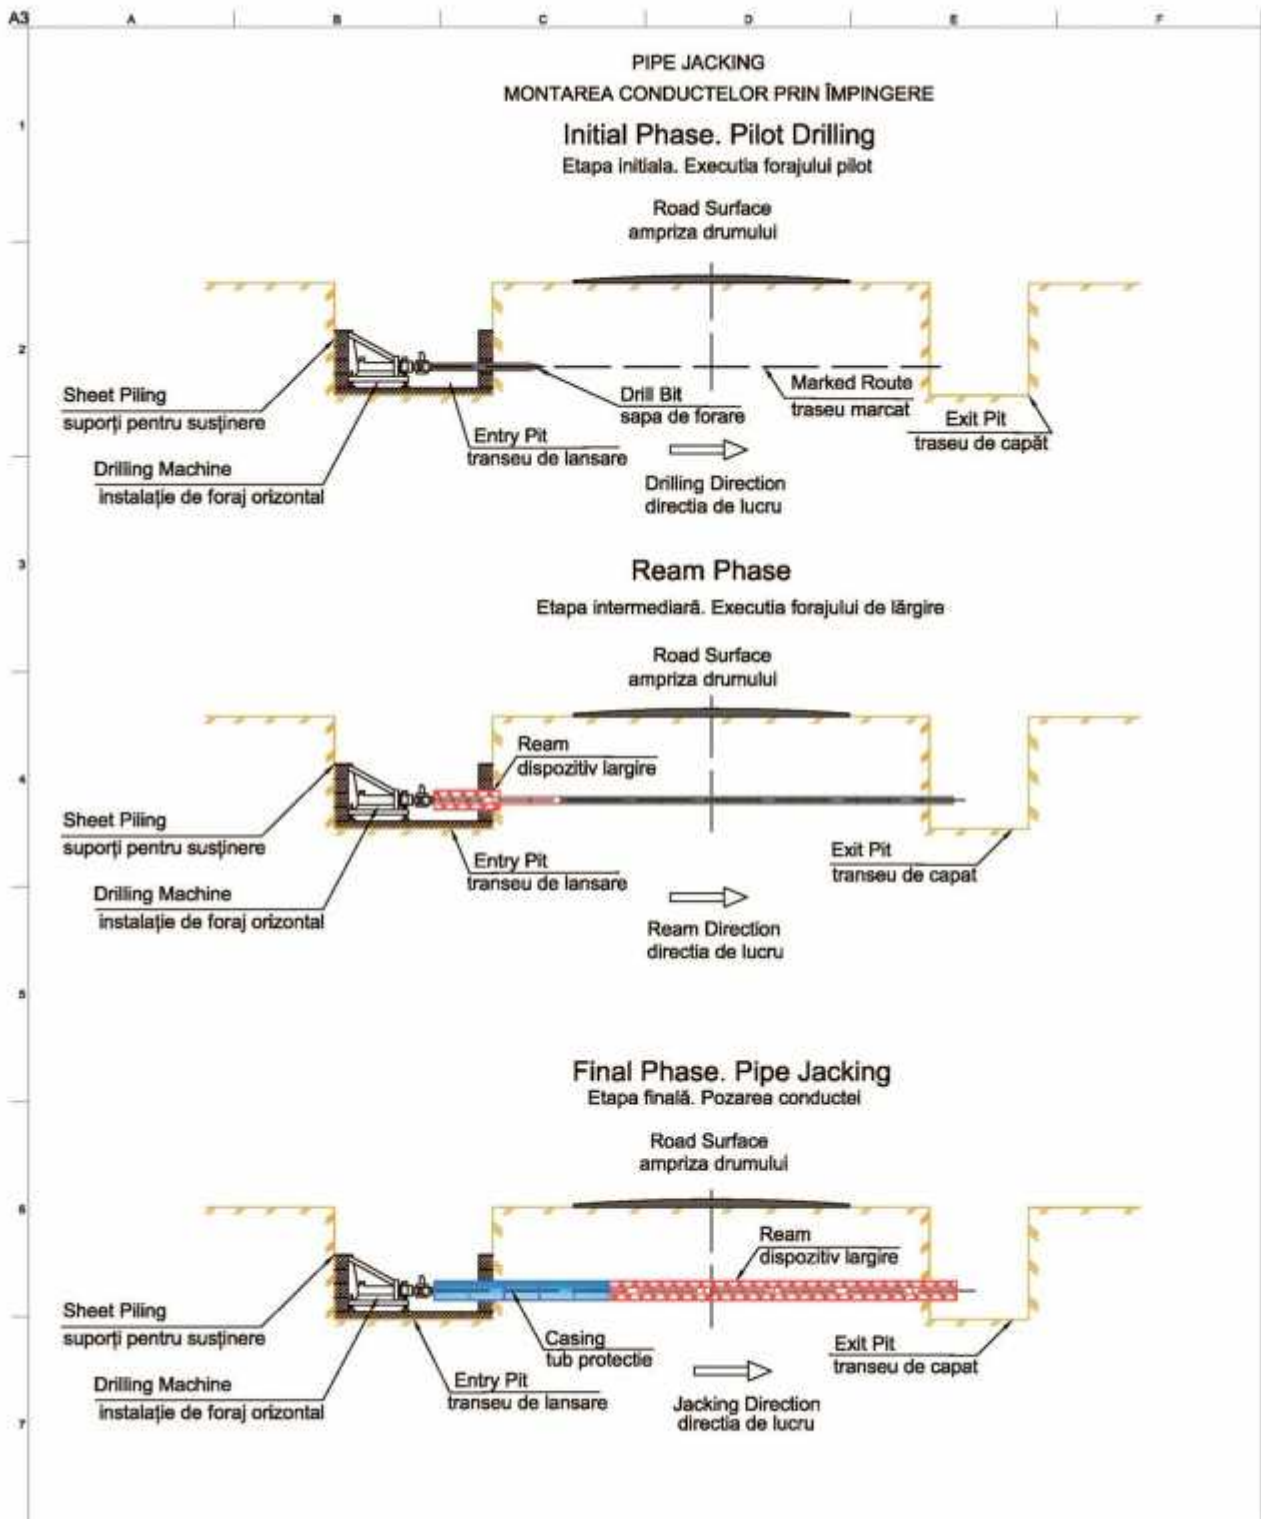 A3
A
B
C
D
E
F
PIPE JACKING
MONTAREA CONDUCTELOR PRIN ÎMPINGERE
1
Initial Phase. Pilot Drilling
Etapa initiala. Executia forajului pilot
Road Surface
ampriza drumului
2
Sheet Piling
suporți pentru susținere
Drilling Machine
instalație de foraj orizontal
Entry Pit
transeu de lansare
Drill Bit
sapa de forare
Marked Route
traseu marcat
Exit Pit
traseu de capăt
Drilling Direction
directia de lucru
3
Ream Phase
Etapa intermediară. Executia forajului de lărgire
Road Surface
ampriza drumului
Ream
dispozitiv largire
4
Sheet Piling
suporți pentru susținere
Drilling Machine
instalație de foraj orizontal
Entry Pit
transeu de lansare
Exit Pit
transeu de capat
Ream Direction
directia de lucru
5
Final Phase. Pipe Jacking
Etapa finală. Pozarea conductei
Road Surface
ampriza drumului
6
Ream
dispozitiv largire
Sheet Piling
suporți pentru susținere
Drilling Machine
instalație de foraj orizontal
Casing
tub protectie
Entry Pit
transeu de lansare
Exit Pit
transeu de capat
Jacking Direction
directia de lucru
7